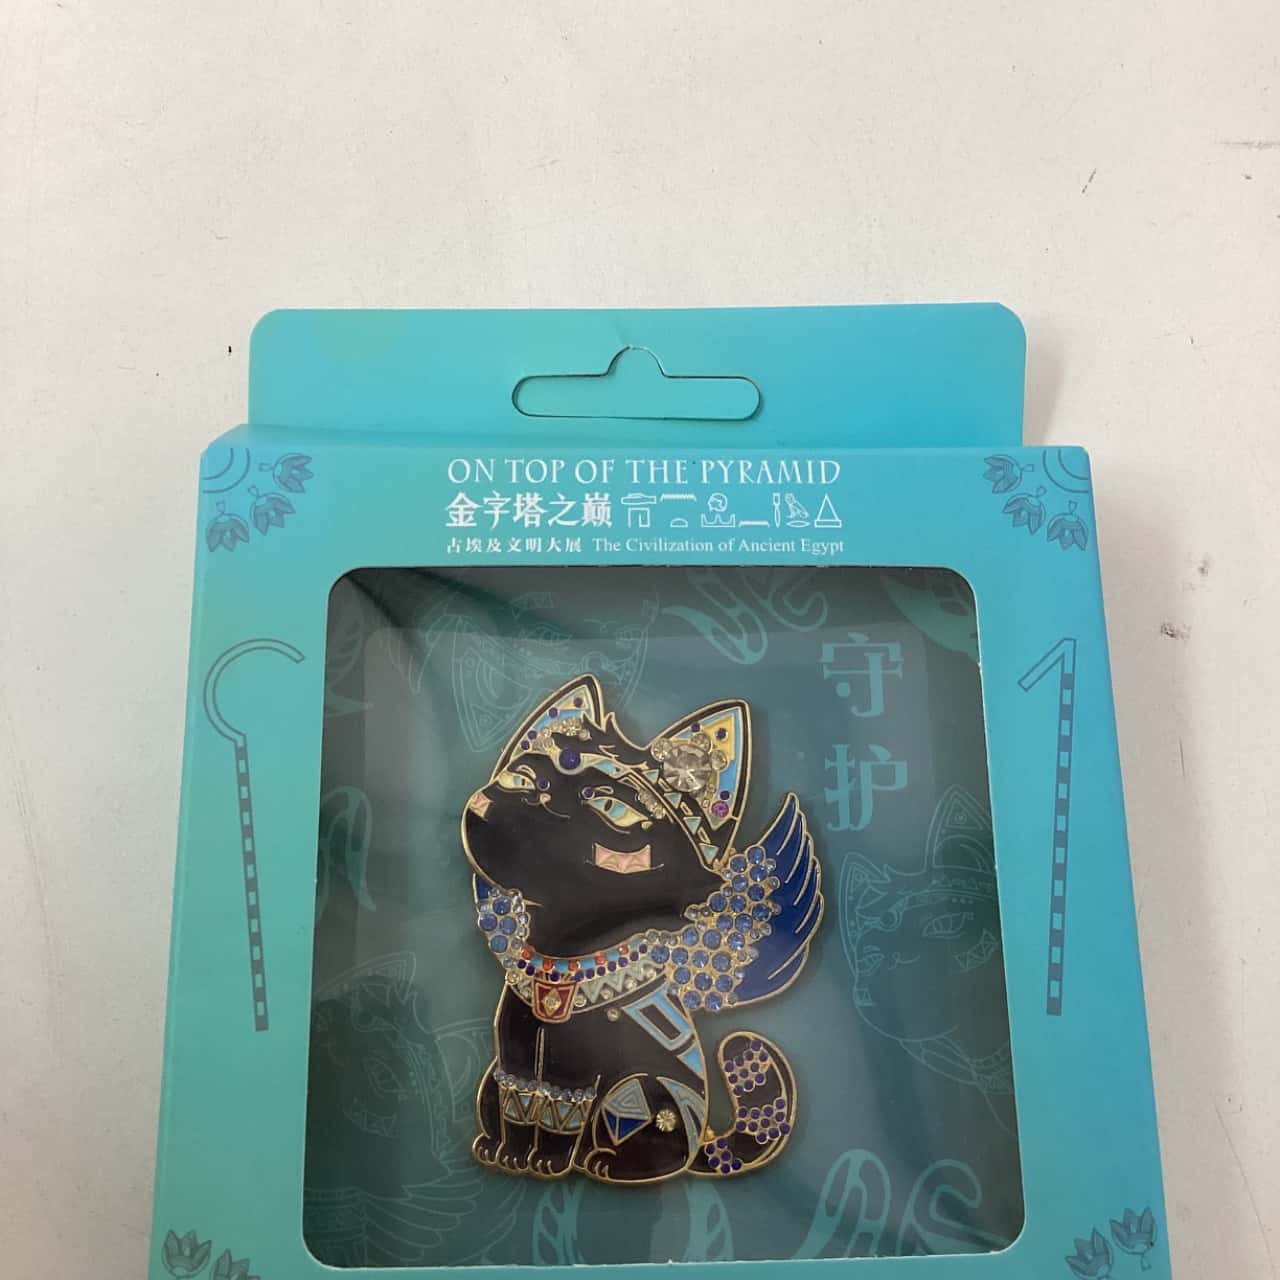 ON TOP OF THE PYRAMID
金字塔之巅
古埃及文明大展 The Civilization of Ancient Egypt
守护